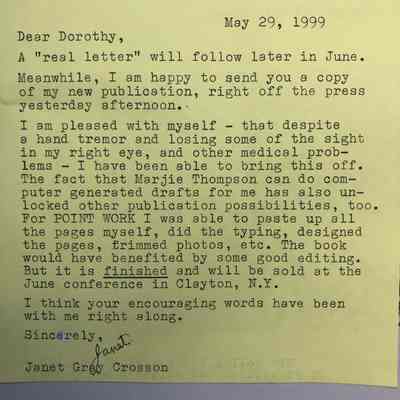 May 29, 1999
Dear Dorothy,
A "real letter" will follow later in June.
Meanwhile, I am happy to send you a copy
of my new publication, right off the press
yesterday afternoon.
I am pleased with myself - that despite
a hand tremor and losing some of the sight
in my right eye, and other medical prob-
lems - I have been able to bring this off.
The fact that Marjie Thompson can do com-
puter generated drafts for me has also un-
locked other publication possibilities, too.
For POINT WORK I was able to paste up all
the pages myself, did the typing, designed
the pages, trimmed photos, etc. The book
would have benefited by some good editing.
But it is finished and will be sold at the
June conference in Clayton, N.Y.
I think your encouraging words have been
with me right along.
Sincerely,
Janet
Janet Gray Crosson